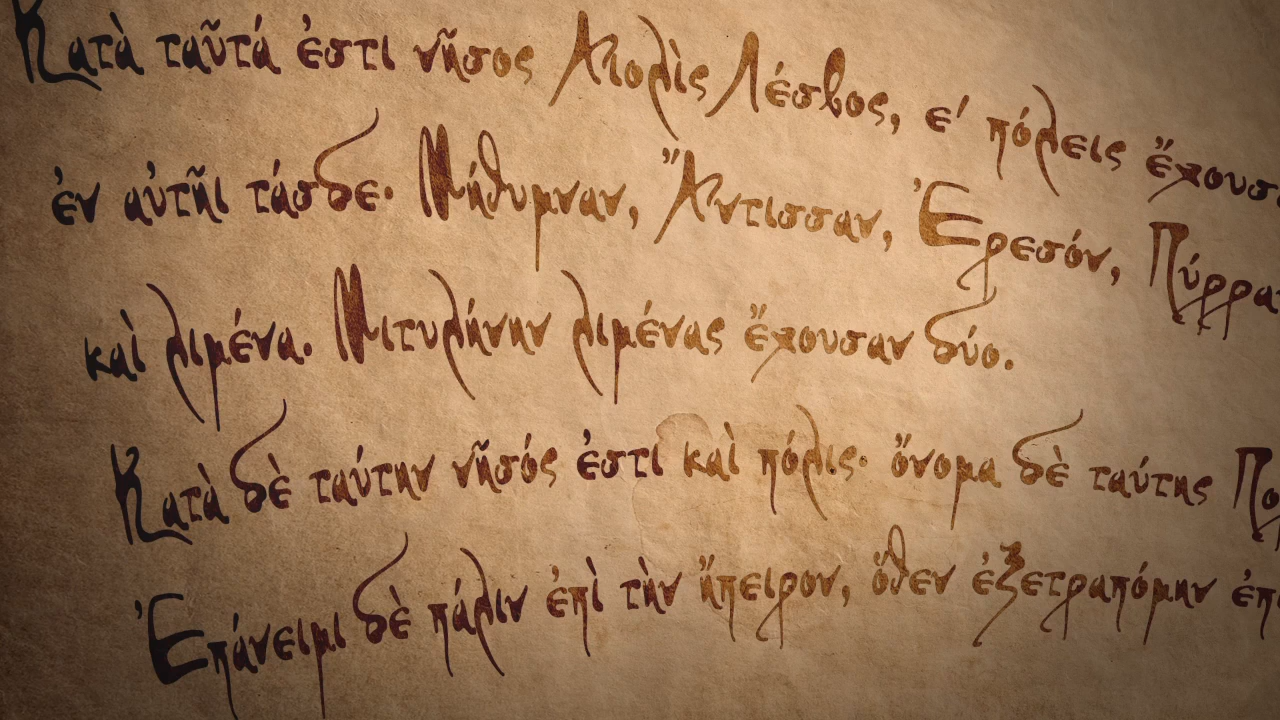 Κατὰ ταῦτά ἐστι νῆσος Αἰολὶς Λέσβος, ε´ πόλεις
ἐν αὐτῆι τάσδε· Μήθυμναν, Ἄντισσαν, Ἐρεσόν,
καὶ λιμένα. Μιτυλήνην λιμένας ἔχουσαν δύο.
Κατὰ δὲ ταύτην νῆσός ἐστι καὶ πόλις· ὄνομα δὲ ταύτης
Ἐπάνειμι δὲ πάλιν ἐπὶ τὴν ἤπειρον, ὅθεν ἐξετραπόμην